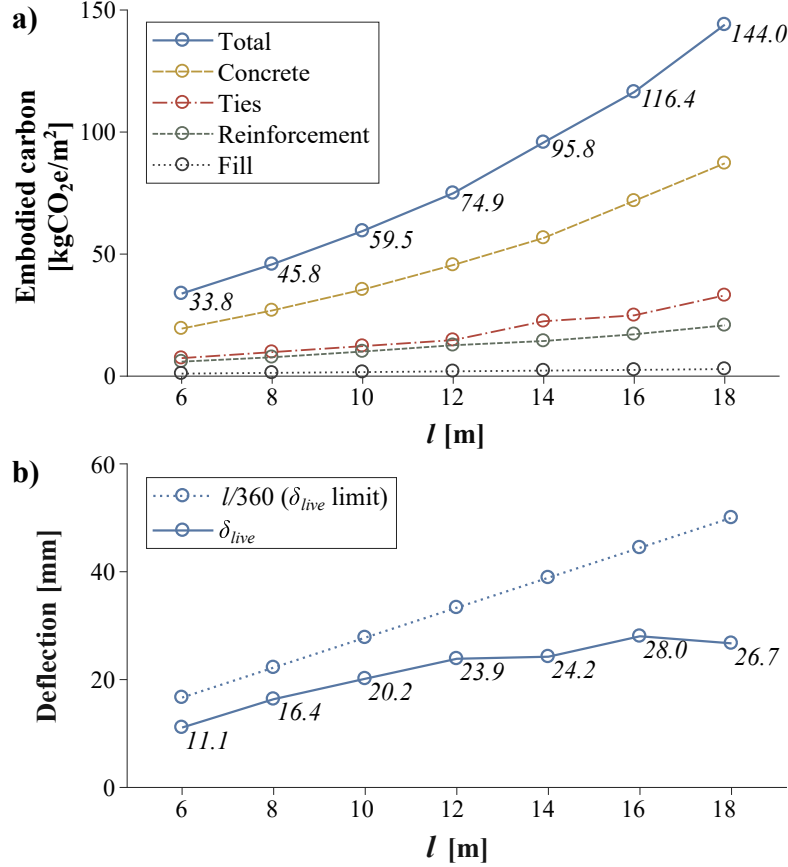 a)
150
100
50
0
Embodied carbon
[kgCO₂e/m²]
Total
Concrete
Ties
Reinforcement
Fill
33.8
45.8
59.5
74.9
95.8
116.4
144.0
6 8 10 12 14 16 18
l [m]
b)
60
40
20
0
Deflection [mm]
l/360 (δlive limit)
δlive
11.1
16.4
20.2
23.9
24.2
28.0
26.7
6 8 10 12 14 16 18
l [m]